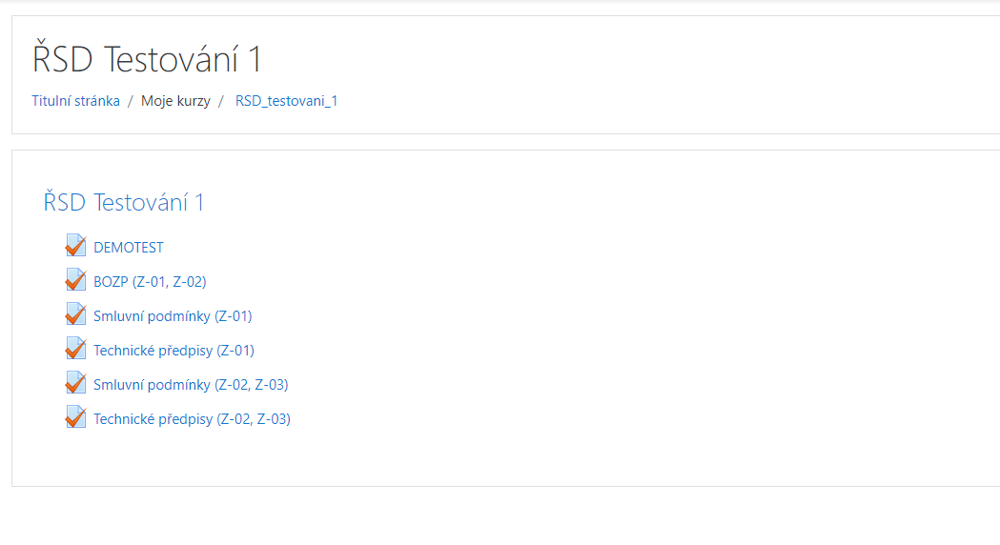 ŘSD Testování 1
Titulní stránka / Moje kurzy / RSD_testovani_1
ŘSD Testování 1
DEMOTEST
BOZP (Z-01, Z-02)
Smluvní podmínky (Z-01)
Technické předpisy (Z-01)
Smluvní podmínky (Z-02, Z-03)
Technické předpisy (Z-02, Z-03)